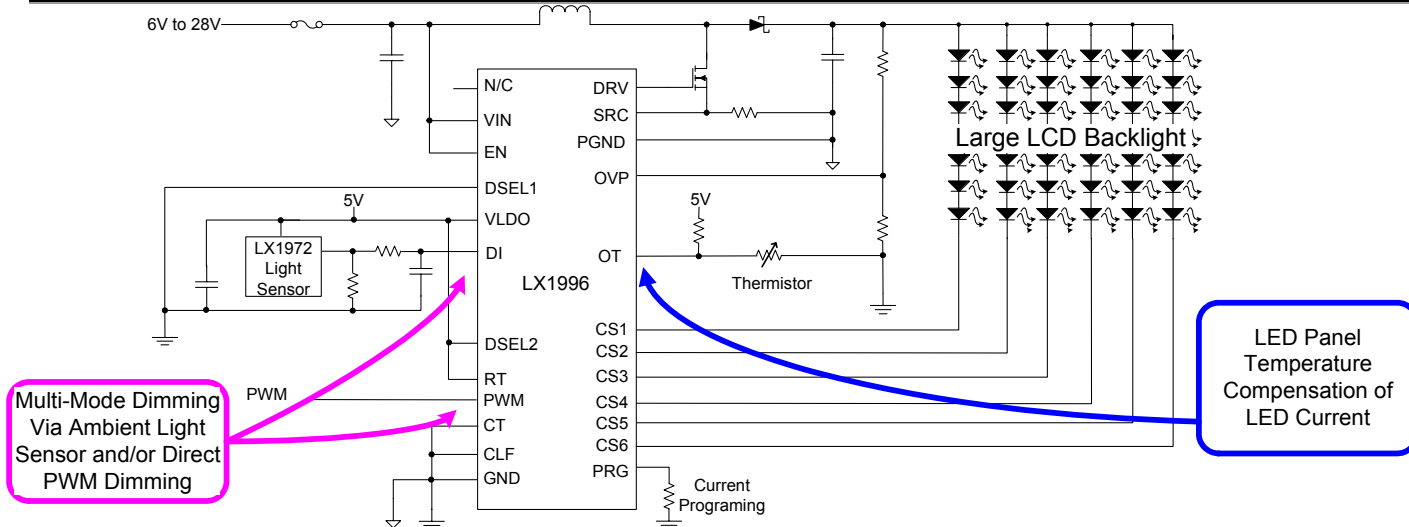 6V to 28V
N/C
VIN
EN
DSEL1
VLDO
DI
DSEL2
RT
PWM
CT
CLF
GND
LX1996
DRV
SRC
PGND
OVP
OT
CS1
CS2
CS3
CS4
CS5
CS6
PRG
5V
LX1972
Light
Sensor
PWM
5V
Thermistor
Current
Programing
Large LCD Backlight
Multi-Mode Dimming
Via Ambient Light
Sensor and/or Direct
PWM Dimming
LED Panel
Temperature
Compensation of
LED Current